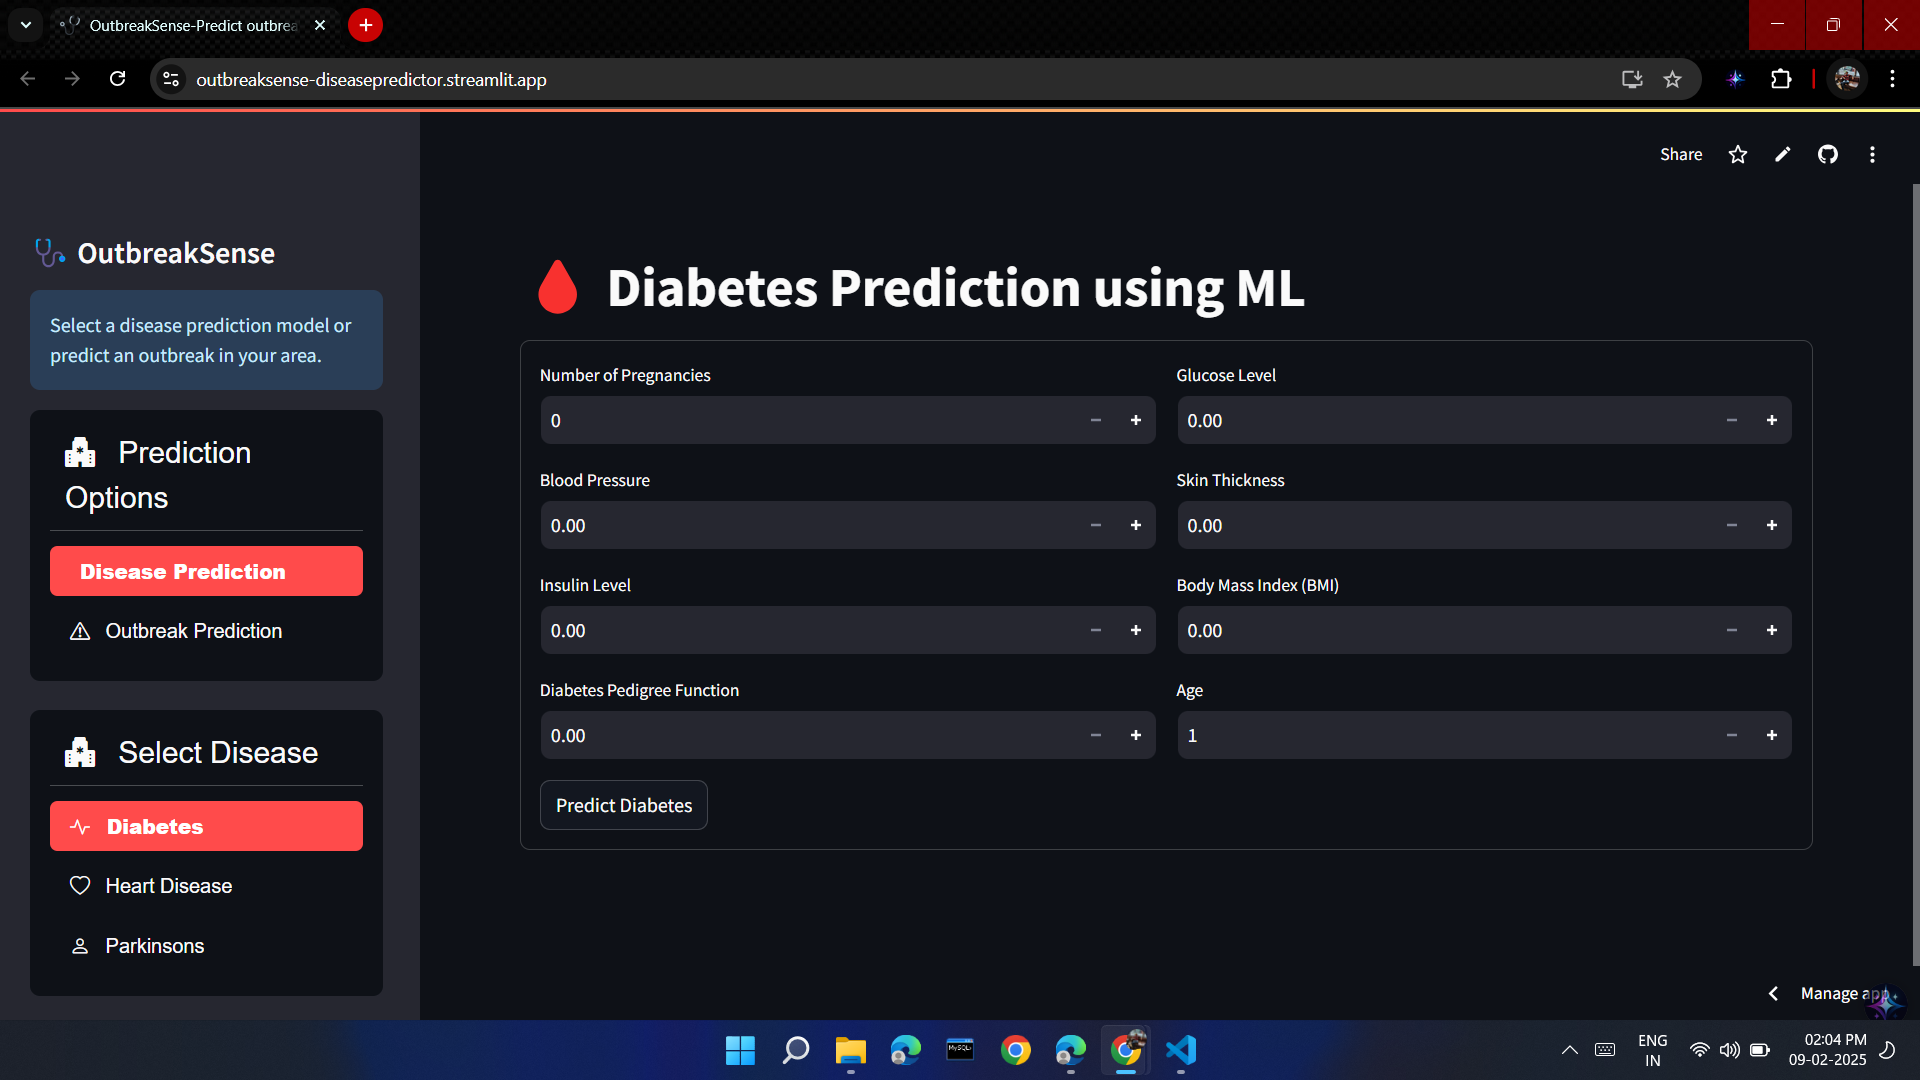 OutbreakSense-Predict outbrea
outbreaksense-diseasepredictor.streamlit.app
Share
OutbreakSense
Select a disease prediction model or
predict an outbreak in your area.
Prediction
Options
Disease Prediction
Outbreak Prediction
Select Disease
Diabetes
Heart Disease
Parkinsons
Diabetes Prediction using ML
Number of Pregnancies
0
Glucose Level
0.00
Blood Pressure
0.00
Skin Thickness
0.00
Insulin Level
0.00
Body Mass Index (BMI)
0.00
Diabetes Pedigree Function
0.00
Age
1
Predict Diabetes
Manage app
MySQL
ENG
IN
02:04 PM
09-02-2025